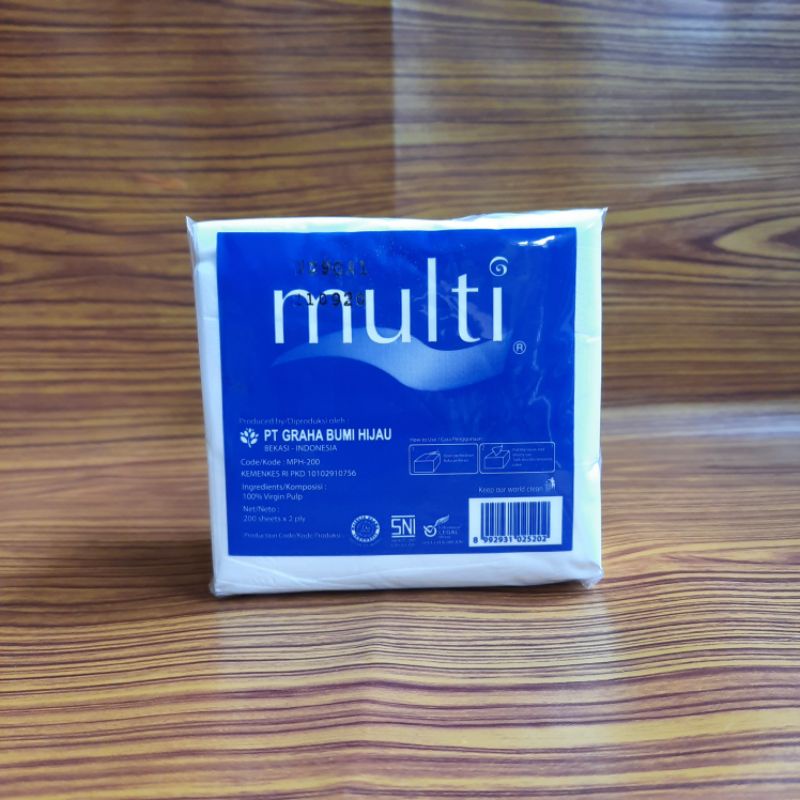 multi
®
Produced by/Diproduksi oleh :
PT GRAHA BUMI HIJAU
BEKASI - INDONESIA
Code/Kode : MPH-200
KEMENKES RI PKD 10102910756
Ingredients/Komposisi :
100% Virgin Pulp
Net/Neto :
200 sheets x 2 ply
Production Code/Kode Produksi :
How to Use / Cara Penggunaan
Keep our world clean
SNI
LEGAL
8 992931 025202